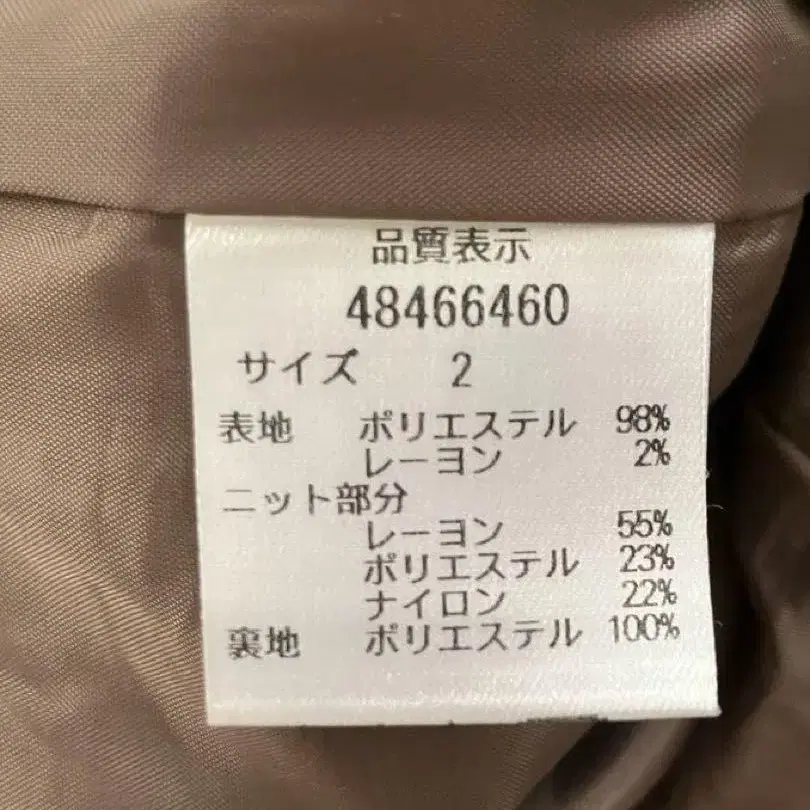 品質表示
48466460
サイズ 2
表地 ポリエステル 98%
レーヨン 2%
ニット部分
レーヨン 55%
ポリエステル 23%
ナイロン 22%
裏地 ポリエステル 100%